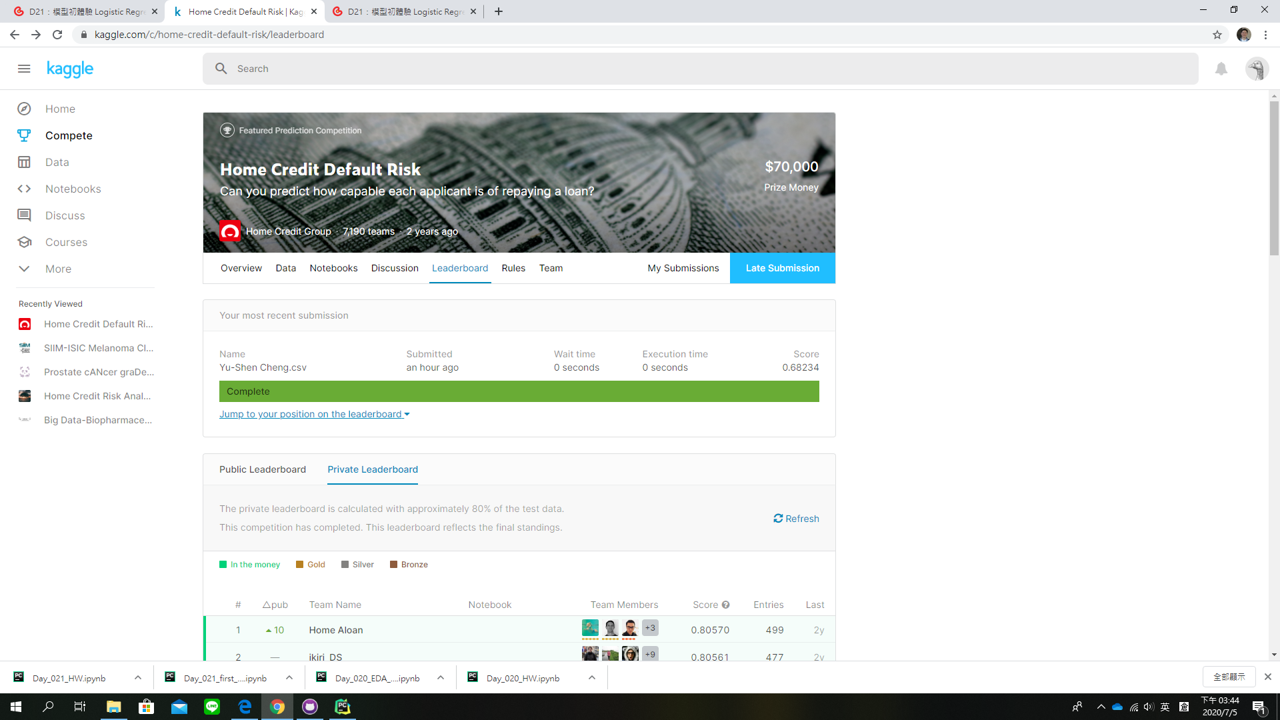 D21：模型初體驗 Logistic Regre
Home Credit Default Risk | Kag
D21：模型初體驗 Logistic Regre
kaggle.com/c/home-credit-default-risk/leaderboard
kaggle
Search
Home
Compete
Data
Notebooks
Discuss
Courses
More
Recently Viewed
Home Credit Default Ri...
SIIM-ISIC Melanoma Cl...
Prostate cANcer graDe...
Home Credit Risk Anal...
Big Data-Biopharmace...
Featured Prediction Competition
Home Credit Default Risk
Can you predict how capable each applicant is of repaying a loan?
$70,000
Prize Money
Home Credit Group · 7,190 teams · 2 years ago
Overview Data Notebooks Discussion Leaderboard Rules Team My Submissions Late Submission
Your most recent submission
Name Submitted Wait time Execution time Score
Yu-Shen Cheng.csv an hour ago 0 seconds 0 seconds 0.68234
Complete
Jump to your position on the leaderboard
Public Leaderboard Private Leaderboard
The private leaderboard is calculated with approximately 80% of the test data.
This competition has completed. This leaderboard reflects the final standings.
Refresh
In the money Gold Silver Bronze
# △pub Team Name Notebook Team Members Score Entries Last
1 10 Home Aloan +3 0.80570 499 2y
2 — ikiri_DS +9 0.80561 477 2y
Day_021_HW.ipynb Day_021_first_....ipynb Day_020_EDA_....ipynb Day_020_HW.ipynb 全部顯示
英
下午 03:44
2020/7/5
1